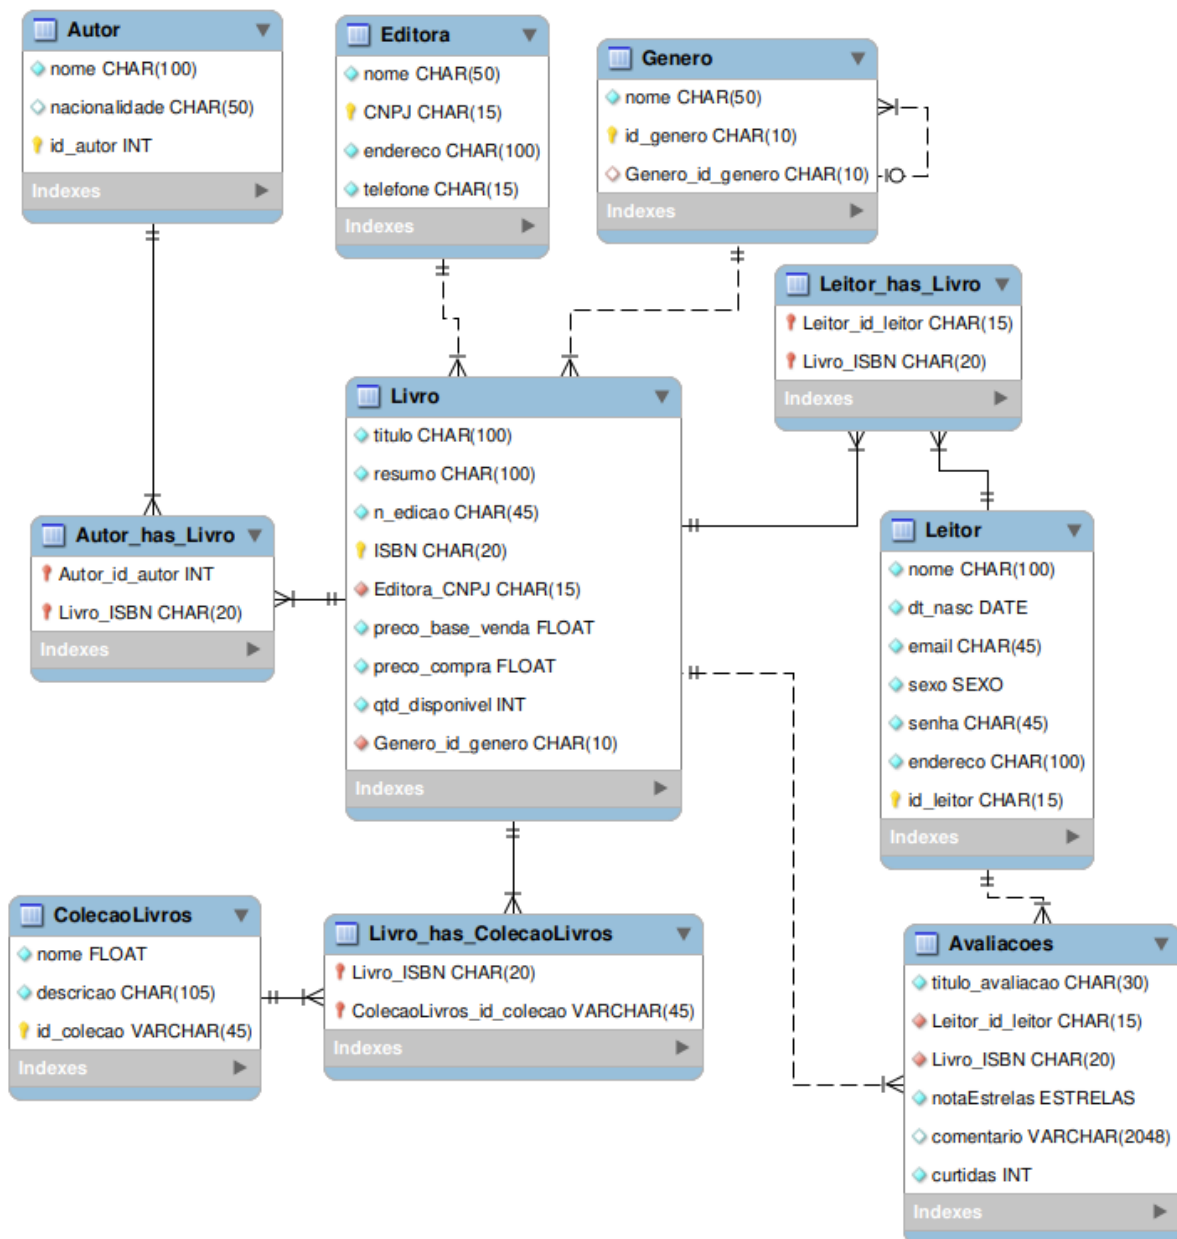 Autor
nome CHAR(100)
nacionalidade CHAR(50)
id_autor INT
Indexes
Editora
nome CHAR(50)
CNPJ CHAR(15)
endereco CHAR(100)
telefone CHAR(15)
Indexes
Genero
nome CHAR(50)
id_genero CHAR(10)
Genero_id_genero CHAR(10)
Indexes
Leitor_has_Livro
Leitor_id_leitor CHAR(15)
Livro_ISBN CHAR(20)
Indexes
Livro
titulo CHAR(100)
resumo CHAR(100)
n_edicao CHAR(45)
ISBN CHAR(20)
Editora_CNPJ CHAR(15)
preco_base_venda FLOAT
preco_compra FLOAT
qtd_disponivel INT
Genero_id_genero CHAR(10)
Indexes
Autor_has_Livro
Autor_id_autor INT
Livro_ISBN CHAR(20)
Indexes
Leitor
nome CHAR(100)
dt_nasc DATE
email CHAR(45)
sexo SEXO
senha CHAR(45)
endereco CHAR(100)
id_leitor CHAR(15)
Indexes
ColecaoLivros
nome FLOAT
descricao CHAR(105)
id_colecao VARCHAR(45)
Indexes
Livro_has_ColecaoLivros
Livro_ISBN CHAR(20)
ColecaoLivros_id_colecao VARCHAR(45)
Indexes
Avaliacoes
titulo_avaliacao CHAR(30)
Leitor_id_leitor CHAR(15)
Livro_ISBN CHAR(20)
notaEstrelas ESTRELAS
comentario VARCHAR(2048)
curtidas INT
Indexes